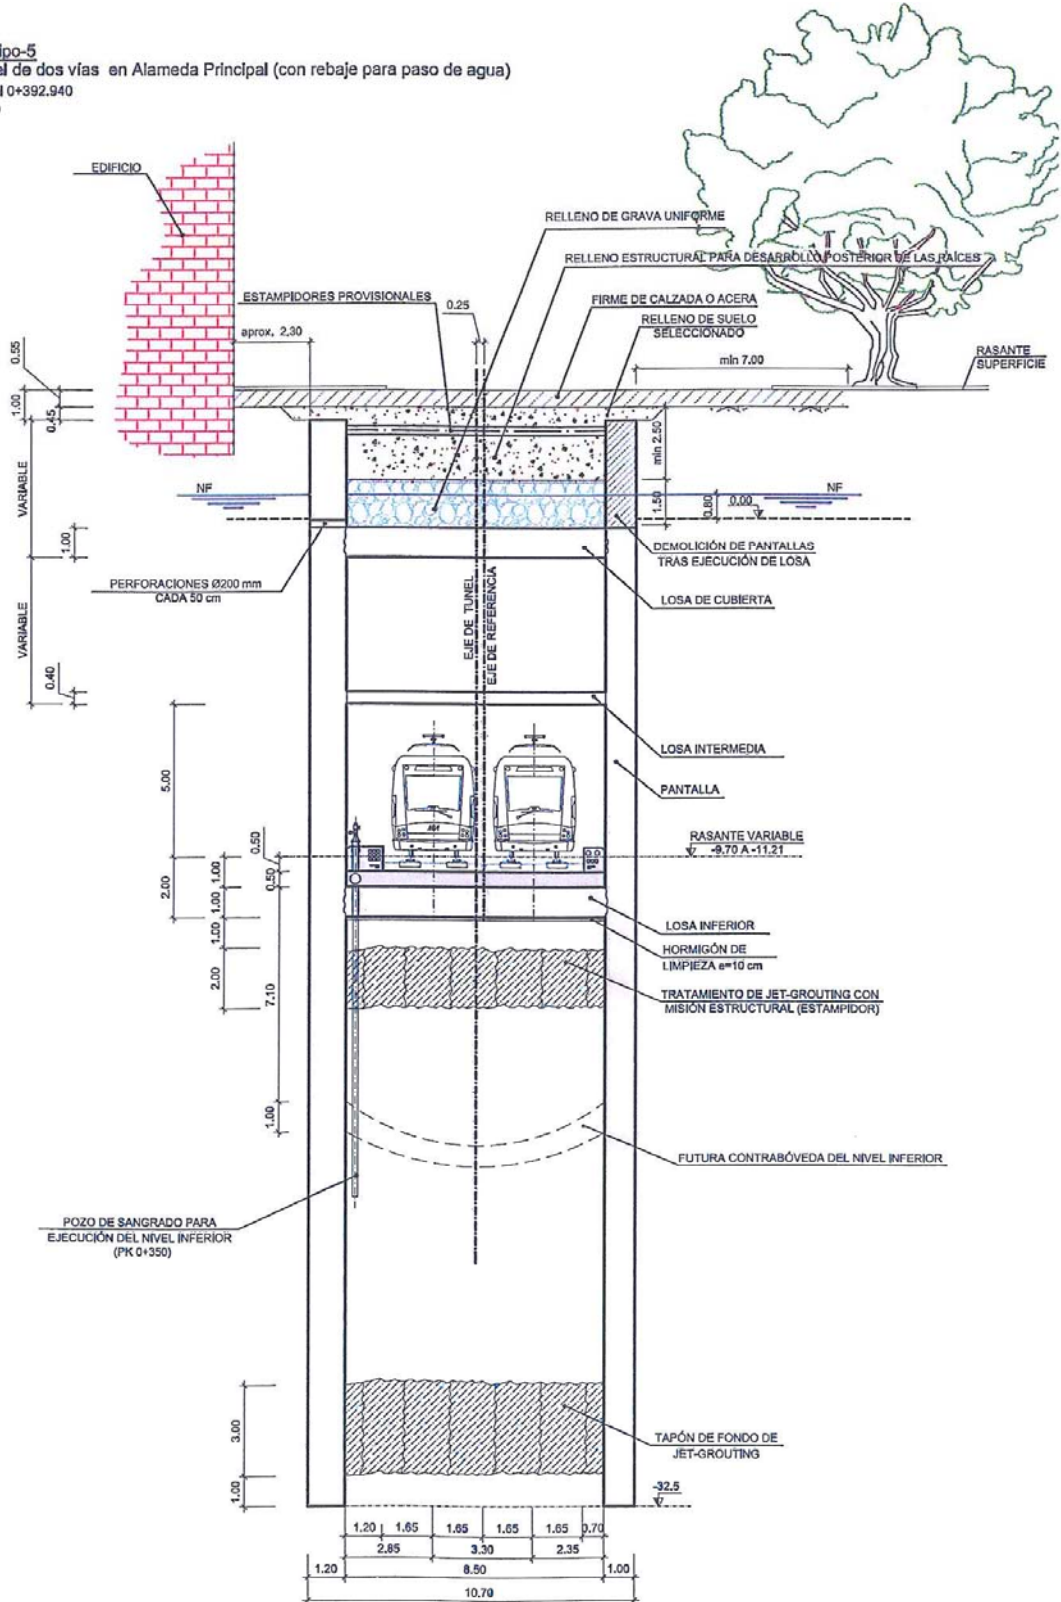 ipo-5
el de dos vías en Alameda Principal (con rebaje para paso de agua)
l 0+392.940
EDIFICIO
RELLENO DE GRAVA UNIFORME
RELLENO ESTRUCTURAL PARA DESARROLLO POSTERIOR DE LAS RAÍCES
ESTAMPIDORES PROVISIONALES
0.25
FIRME DE CALZADA O ACERA
RELLENO DE SUELO
SELECCIONADO
aprox. 2,30
min 7.00
RASANTE
SUPERFICIE
0.55
1.00
0.45
min 2.50
VARIABLE
NF
NF
1.50
0.80
0.00
1.00
DEMOLICIÓN DE PANTALLAS
TRAS EJECUCIÓN DE LOSA
PERFORACIONES Ø200 mm
CADA 50 cm
LOSA DE CUBIERTA
EJE DE TUNEL
EJE DE REFERENCIA
VARIABLE
0.40
LOSA INTERMEDIA
5.00
PANTALLA
RASANTE VARIABLE
-9.70 A -11.21
0.50
0.50
2.00
1.00
1.00
1.00
2.00
7.10
LOSA INFERIOR
HORMIGÓN DE
LIMPIEZA e=10 cm
TRATAMIENTO DE JET-GROUTING CON
MISIÓN ESTRUCTURAL (ESTAMPIDOR)
1.00
FUTURA CONTRABÓVEDA DEL NIVEL INFERIOR
POZO DE SANGRADO PARA
EJECUCIÓN DEL NIVEL INFERIOR
(PK 0+350)
3.00
TAPÓN DE FONDO DE
JET-GROUTING
1.00
-32.5
1.20 1.65 1.65 1.65 1.65 0.70
2.85 3.30 2.35
1.20 8.50 1.00
10.70